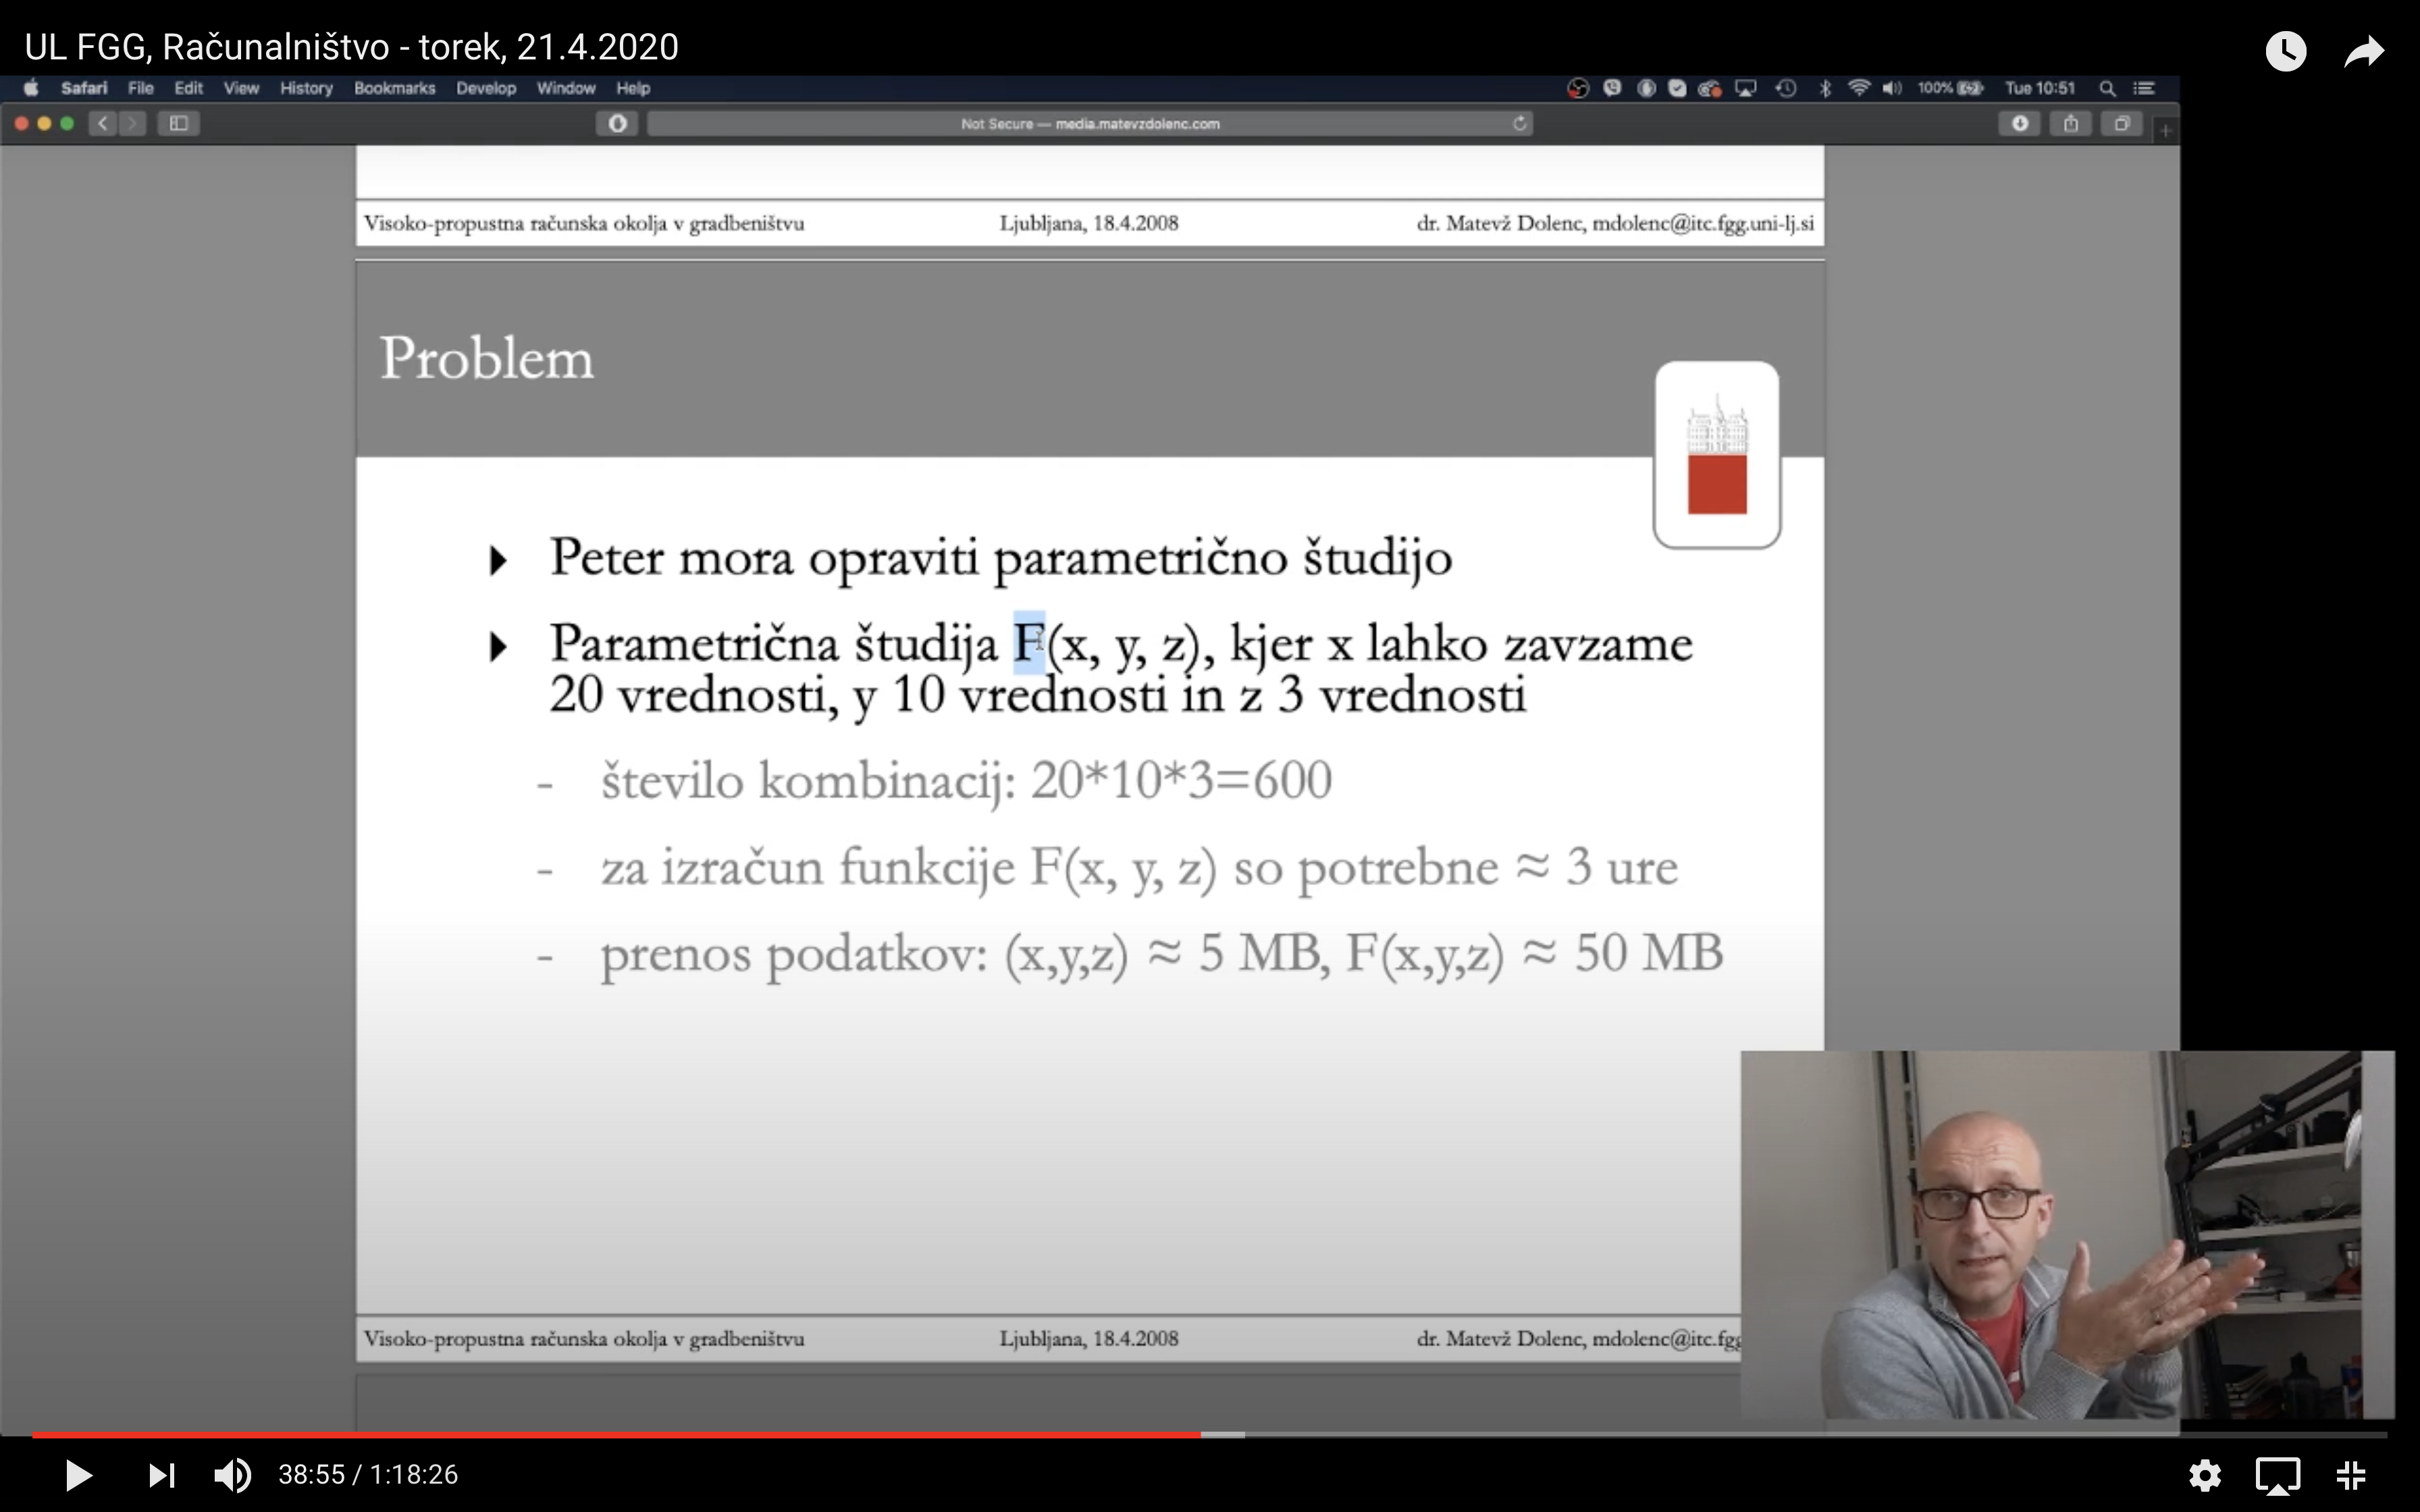 UL FGG, Računalništvo - torek, 21.4.2020
Safari File Edit View History Bookmarks Develop Window Help 100% Tue 10:51
Not Secure — media.matevzdolenc.com
Visoko-propustna računska okolja v gradbeništvu Ljubljana, 18.4.2008 dr. Matevž Dolenc, mdolenc@itc.fgg.uni-lj.si
Problem
Peter mora opraviti parametrično študijo
Parametrična študija F(x, y, z), kjer x lahko zavzame
20 vrednosti, y 10 vrednosti in z 3 vrednosti
- število kombinacij: 20*10*3=600
- za izračun funkcije F(x, y, z) so potrebne ≈ 3 ure
- prenos podatkov: (x,y,z) ≈ 5 MB, F(x,y,z) ≈ 50 MB
Visoko-propustna računska okolja v gradbeništvu Ljubljana, 18.4.2008 dr. Matevž Dolenc, mdolenc@itc.fgg
38:55 / 1:18:26